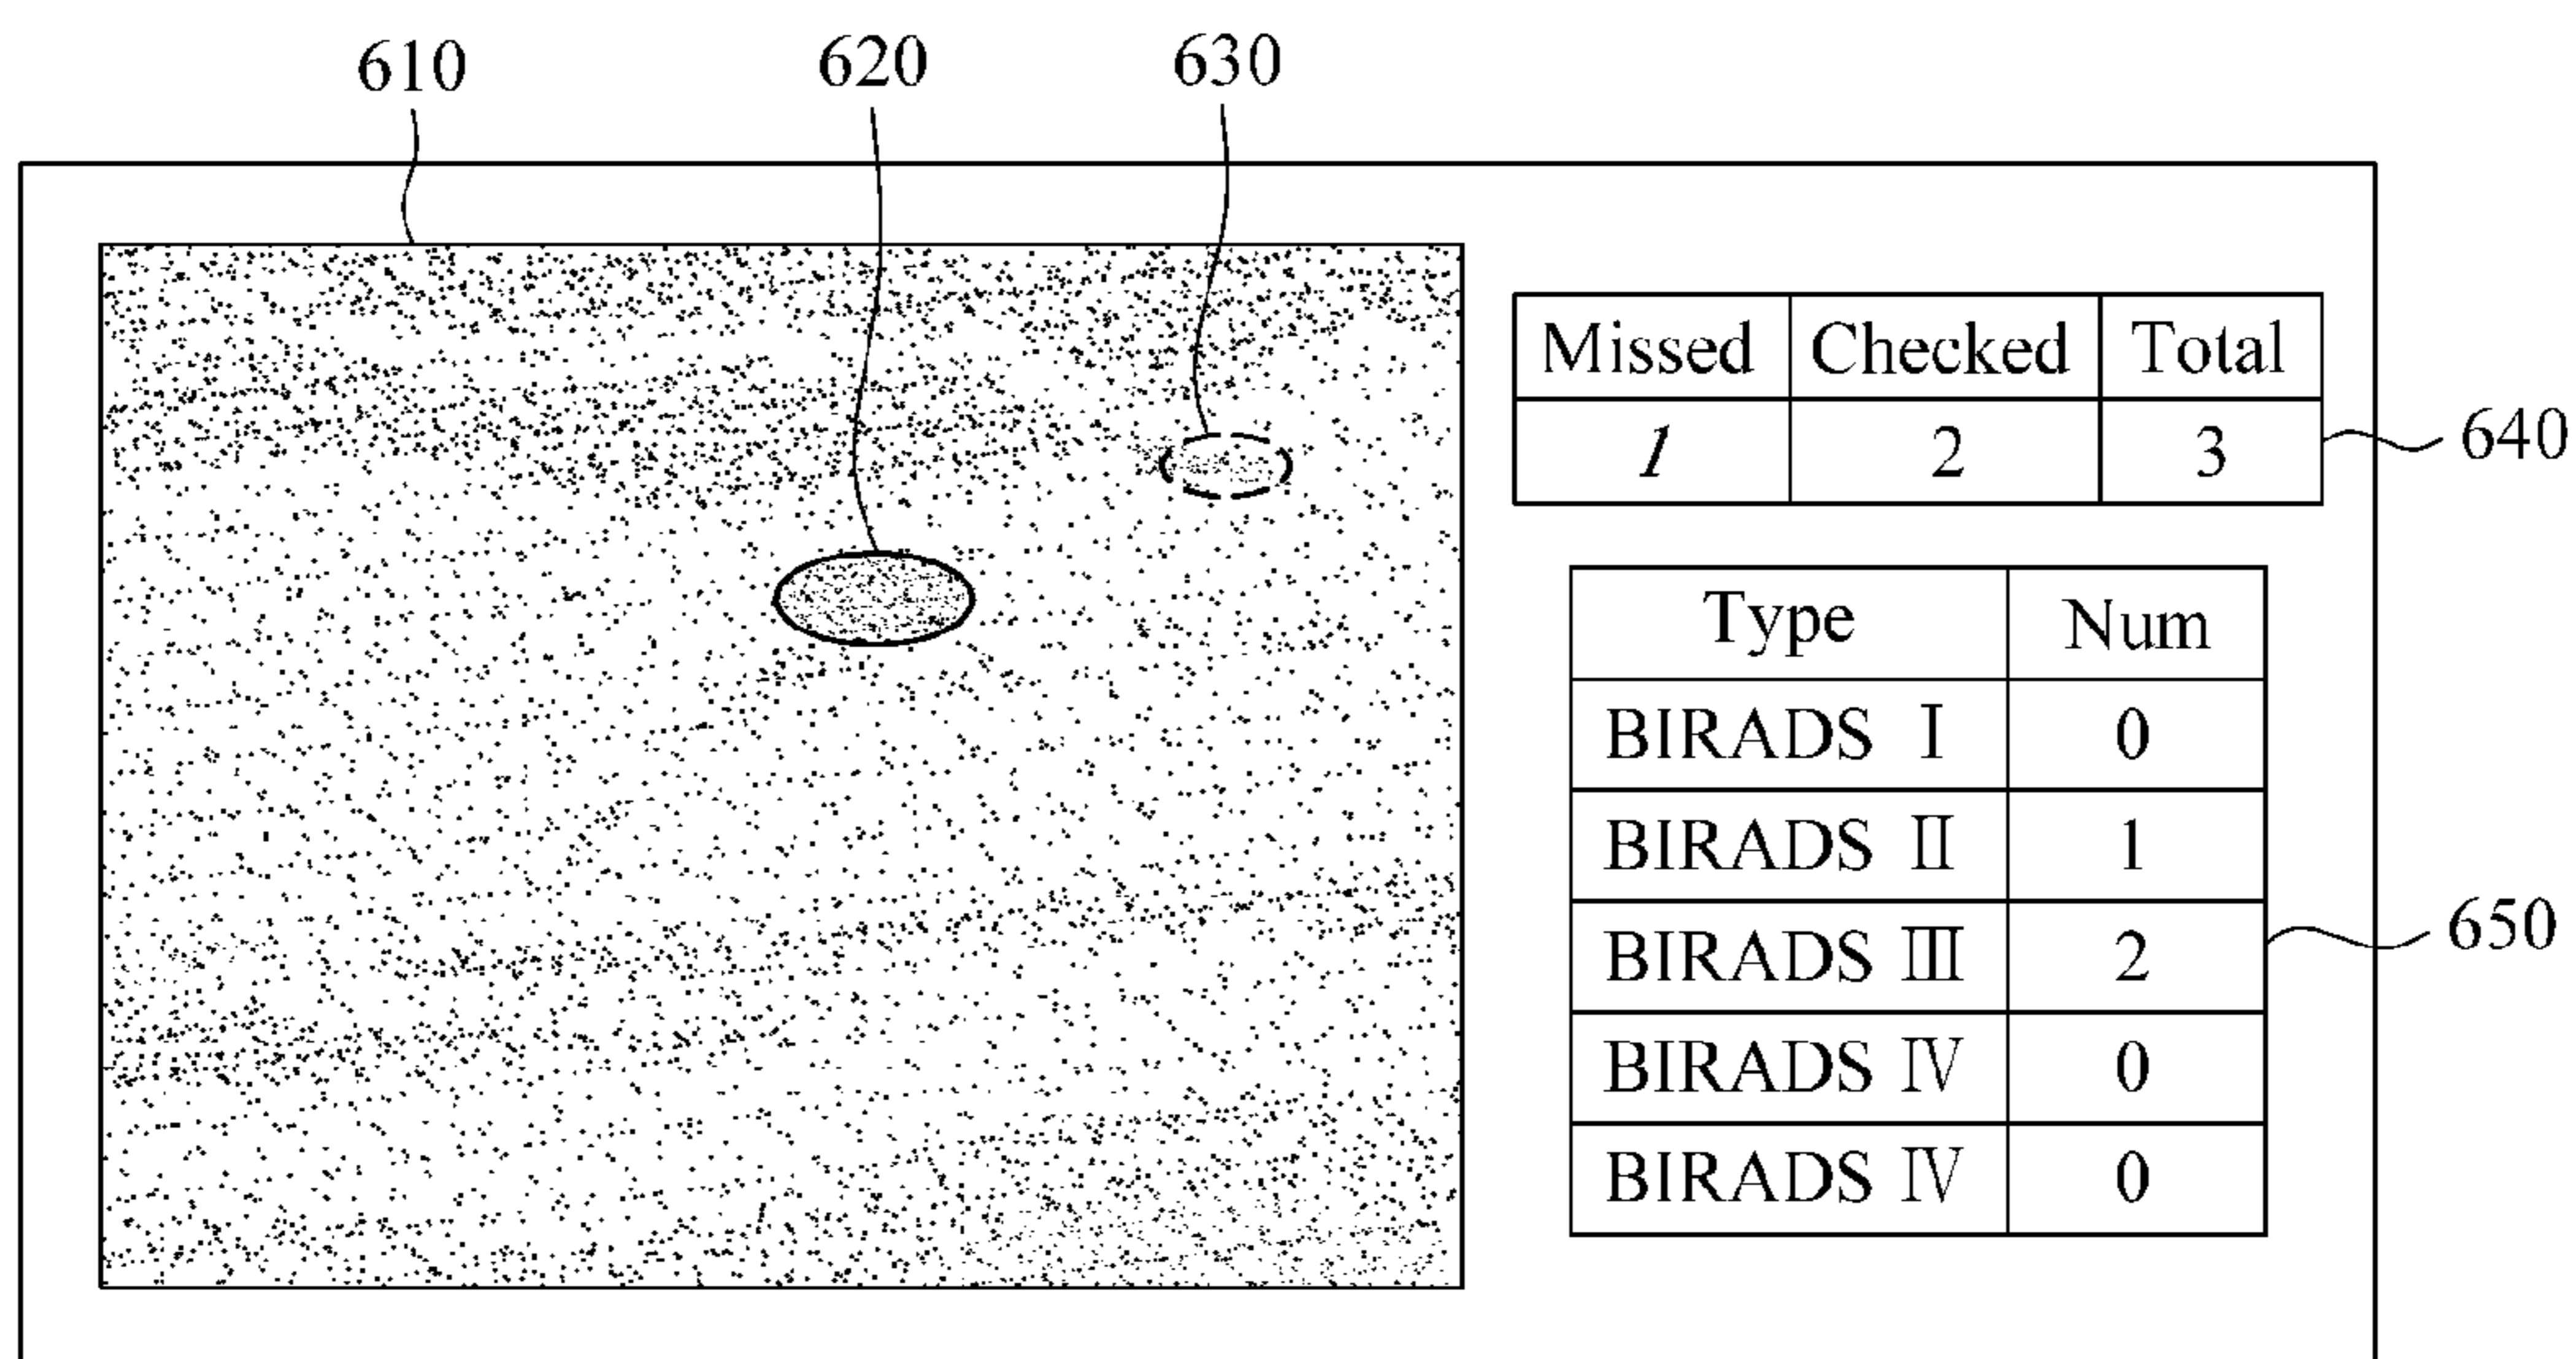 610 620 630
Missed Checked Total
1 2 3
640
Type Num
BIRADS Ⅰ 0
BIRADS Ⅱ 1
BIRADS Ⅲ 2
650
BIRADS Ⅳ 0
BIRADS Ⅳ 0